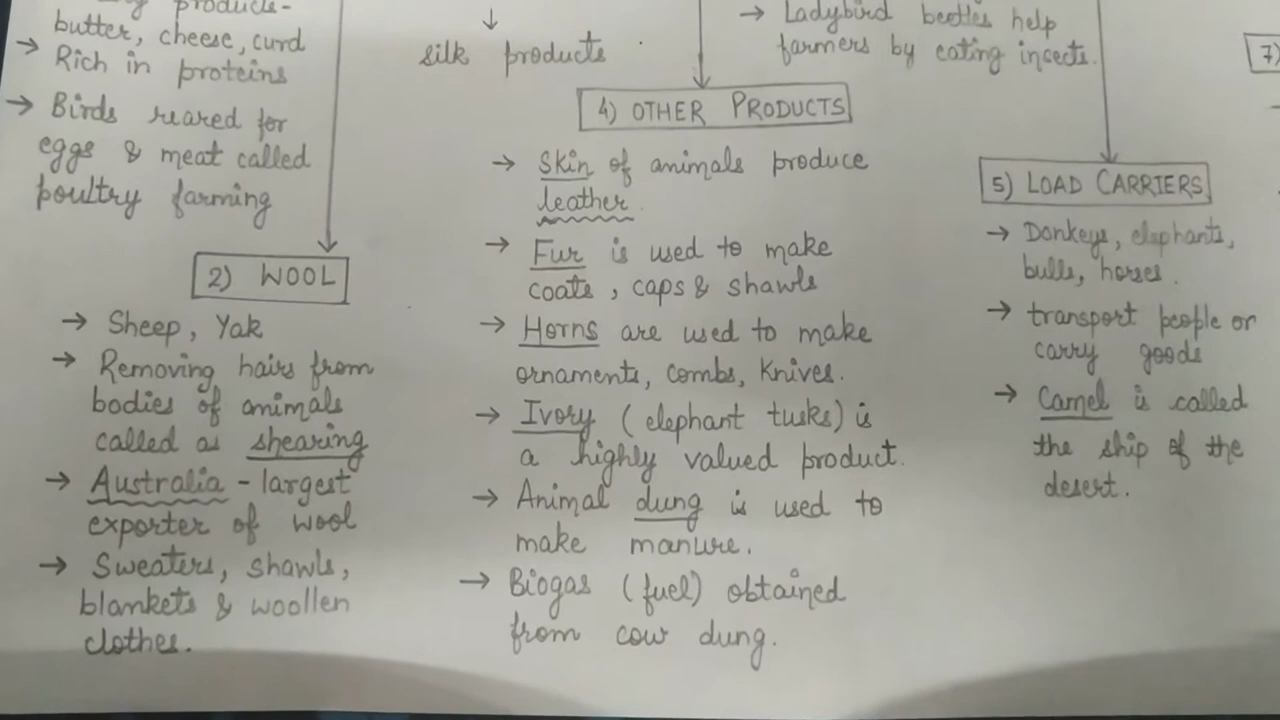 products-
butter, cheese, curd
→ Rich in proteins
→ Birds reared for
eggs & meat called
poultry farming
2) WOOL
→ Sheep, Yak
→ Removing hairs from
bodies of animals
called as shearing
→ Australia - largest
exporter of wool
→ Sweaters, shawls,
blankets & woollen
clothes.
↓
silk products
4) OTHER PRODUCTS
→ Skin of animals produce
leather
→ Fur is used to make
coats, caps & shawls
→ Horns are used to make
ornaments, combs, knives.
→ Ivory (elephant tusks) is
a highly valued product.
→ Animal dung is used to
make manure.
→ Biogas (fuel) obtained
from cow dung.
→ Ladybird beetles help
farmers by eating insects.
5) LOAD CARRIERS
→ Donkeys, elephants,
bulls, horses.
→ transport people or
carry goods
→ Camel is called
the ship of the
desert.
7)